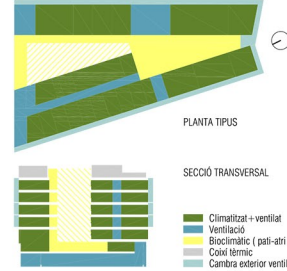 PLANTA TIPUS
SECCIÓ TRANSVERSAL
Climatitzat+ventilat
Ventilació
Bioclimàtic ( pati-atri
Coixí tèrmic
Cambra exterior ventil